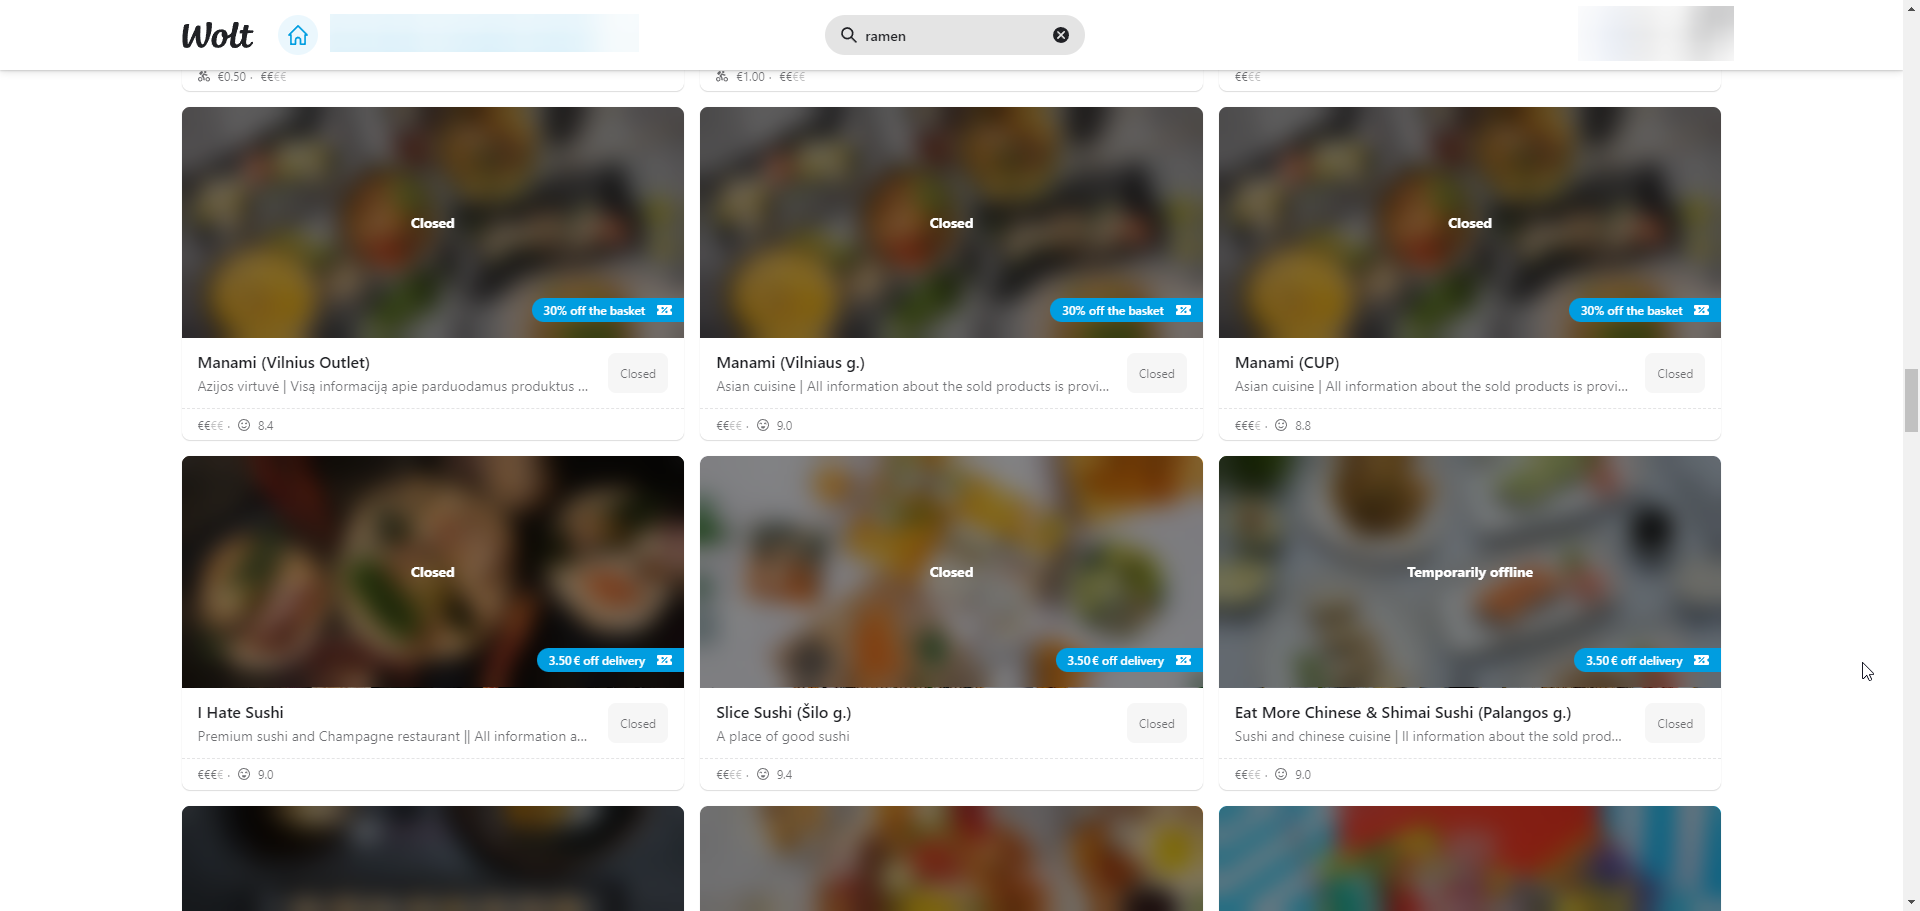 Wolt
ramen
€0.50 · €€€€
€1.00 · €€€€
€€€€
Closed
30% off the basket
Closed
30% off the basket
Closed
30% off the basket
Manami (Vilnius Outlet)
Azijos virtuvė | Visą informaciją apie parduodamus produktus ...
Closed
€€€€ · 8.4
Manami (Vilniaus g.)
Asian cuisine | All information about the sold products is provi...
Closed
€€€€ · 9.0
Manami (CUP)
Asian cuisine | All information about the sold products is provi...
Closed
€€€€ · 8.8
Closed
3.50 € off delivery
Closed
3.50 € off delivery
Temporarily offline
3.50 € off delivery
I Hate Sushi
Premium sushi and Champagne restaurant || All information a...
Closed
€€€€ · 9.0
Slice Sushi (Šilo g.)
A place of good sushi
Closed
€€€€ · 9.4
Eat More Chinese & Shimai Sushi (Palangos g.)
Sushi and chinese cuisine | ll information about the sold prod...
Closed
€€€€ · 9.0